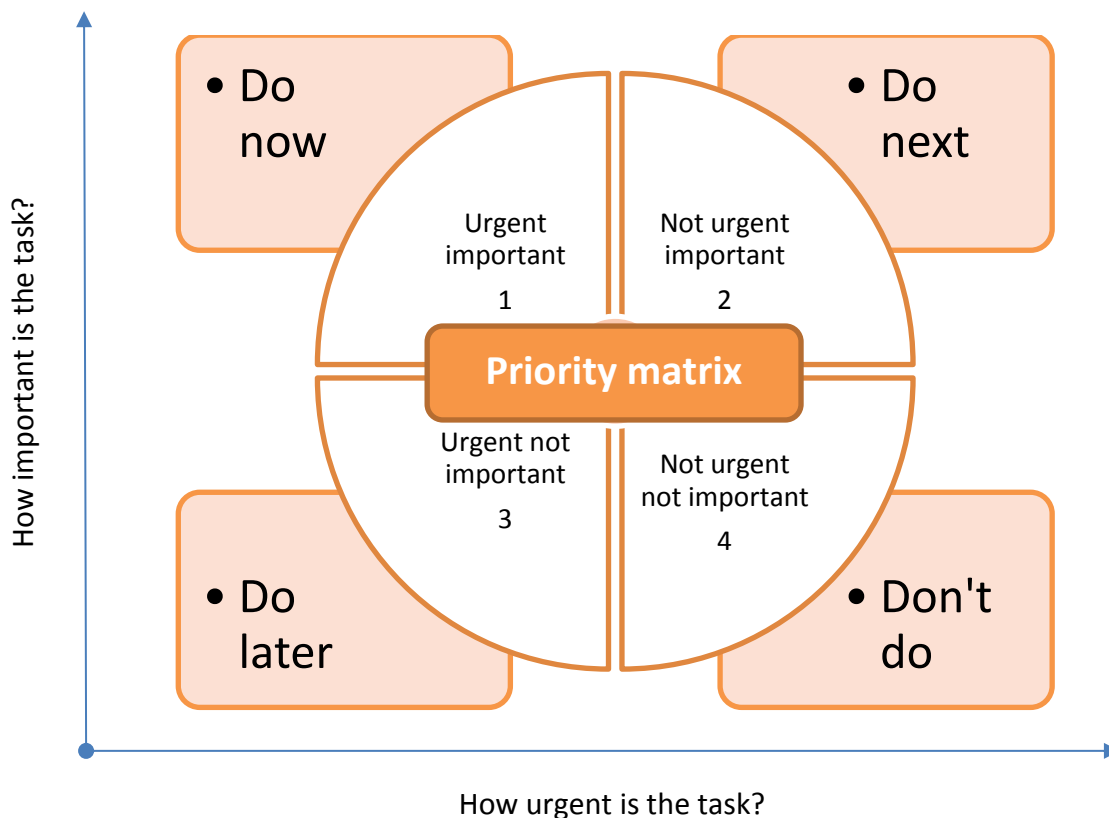 How important is the task?
• Do
now
• Do
next
Urgent
important
1
Not urgent
important
2
Priority matrix
Urgent not
important
3
Not urgent
not important
4
• Do
later
• Don't
do
How urgent is the task?